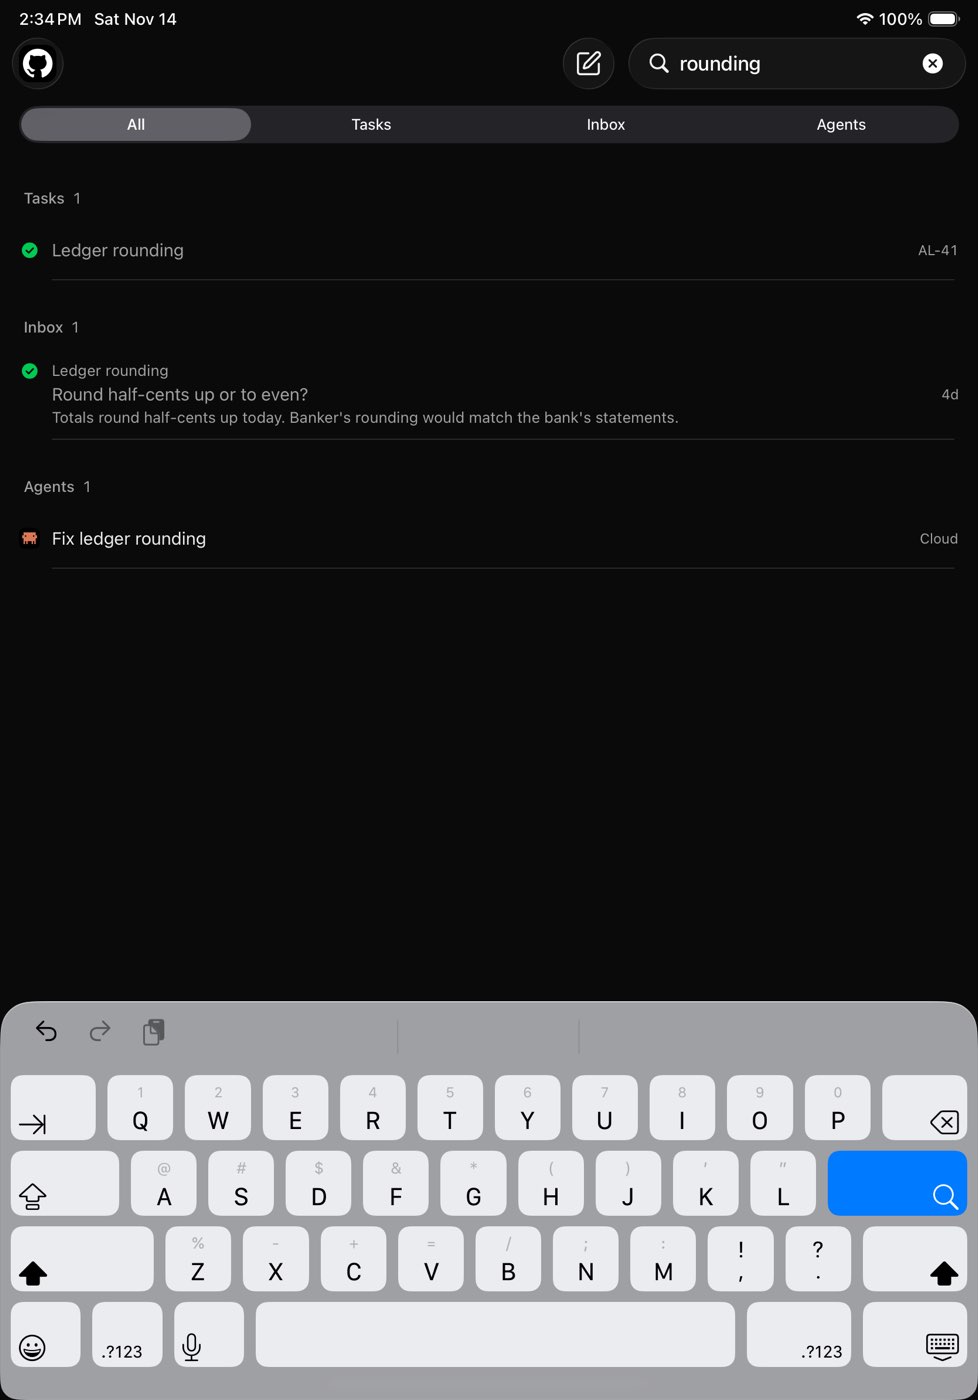 2:34 PM Sat Nov 14 100%
rounding
All Tasks Inbox Agents
Tasks 1
Ledger rounding AL-41
Inbox 1
Ledger rounding
Round half-cents up or to even? 4d
Totals round half-cents up today. Banker's rounding would match the bank's statements.
Agents 1
Fix ledger rounding Cloud
1 2 3 4 5 6 7 8 9 0
Q W E R T Y U I O P
@ # $ & * ( ) ' "
A S D F G H J K L
% - + = / ; : ! ?
Z X C V B N M , .
.?123 .?123